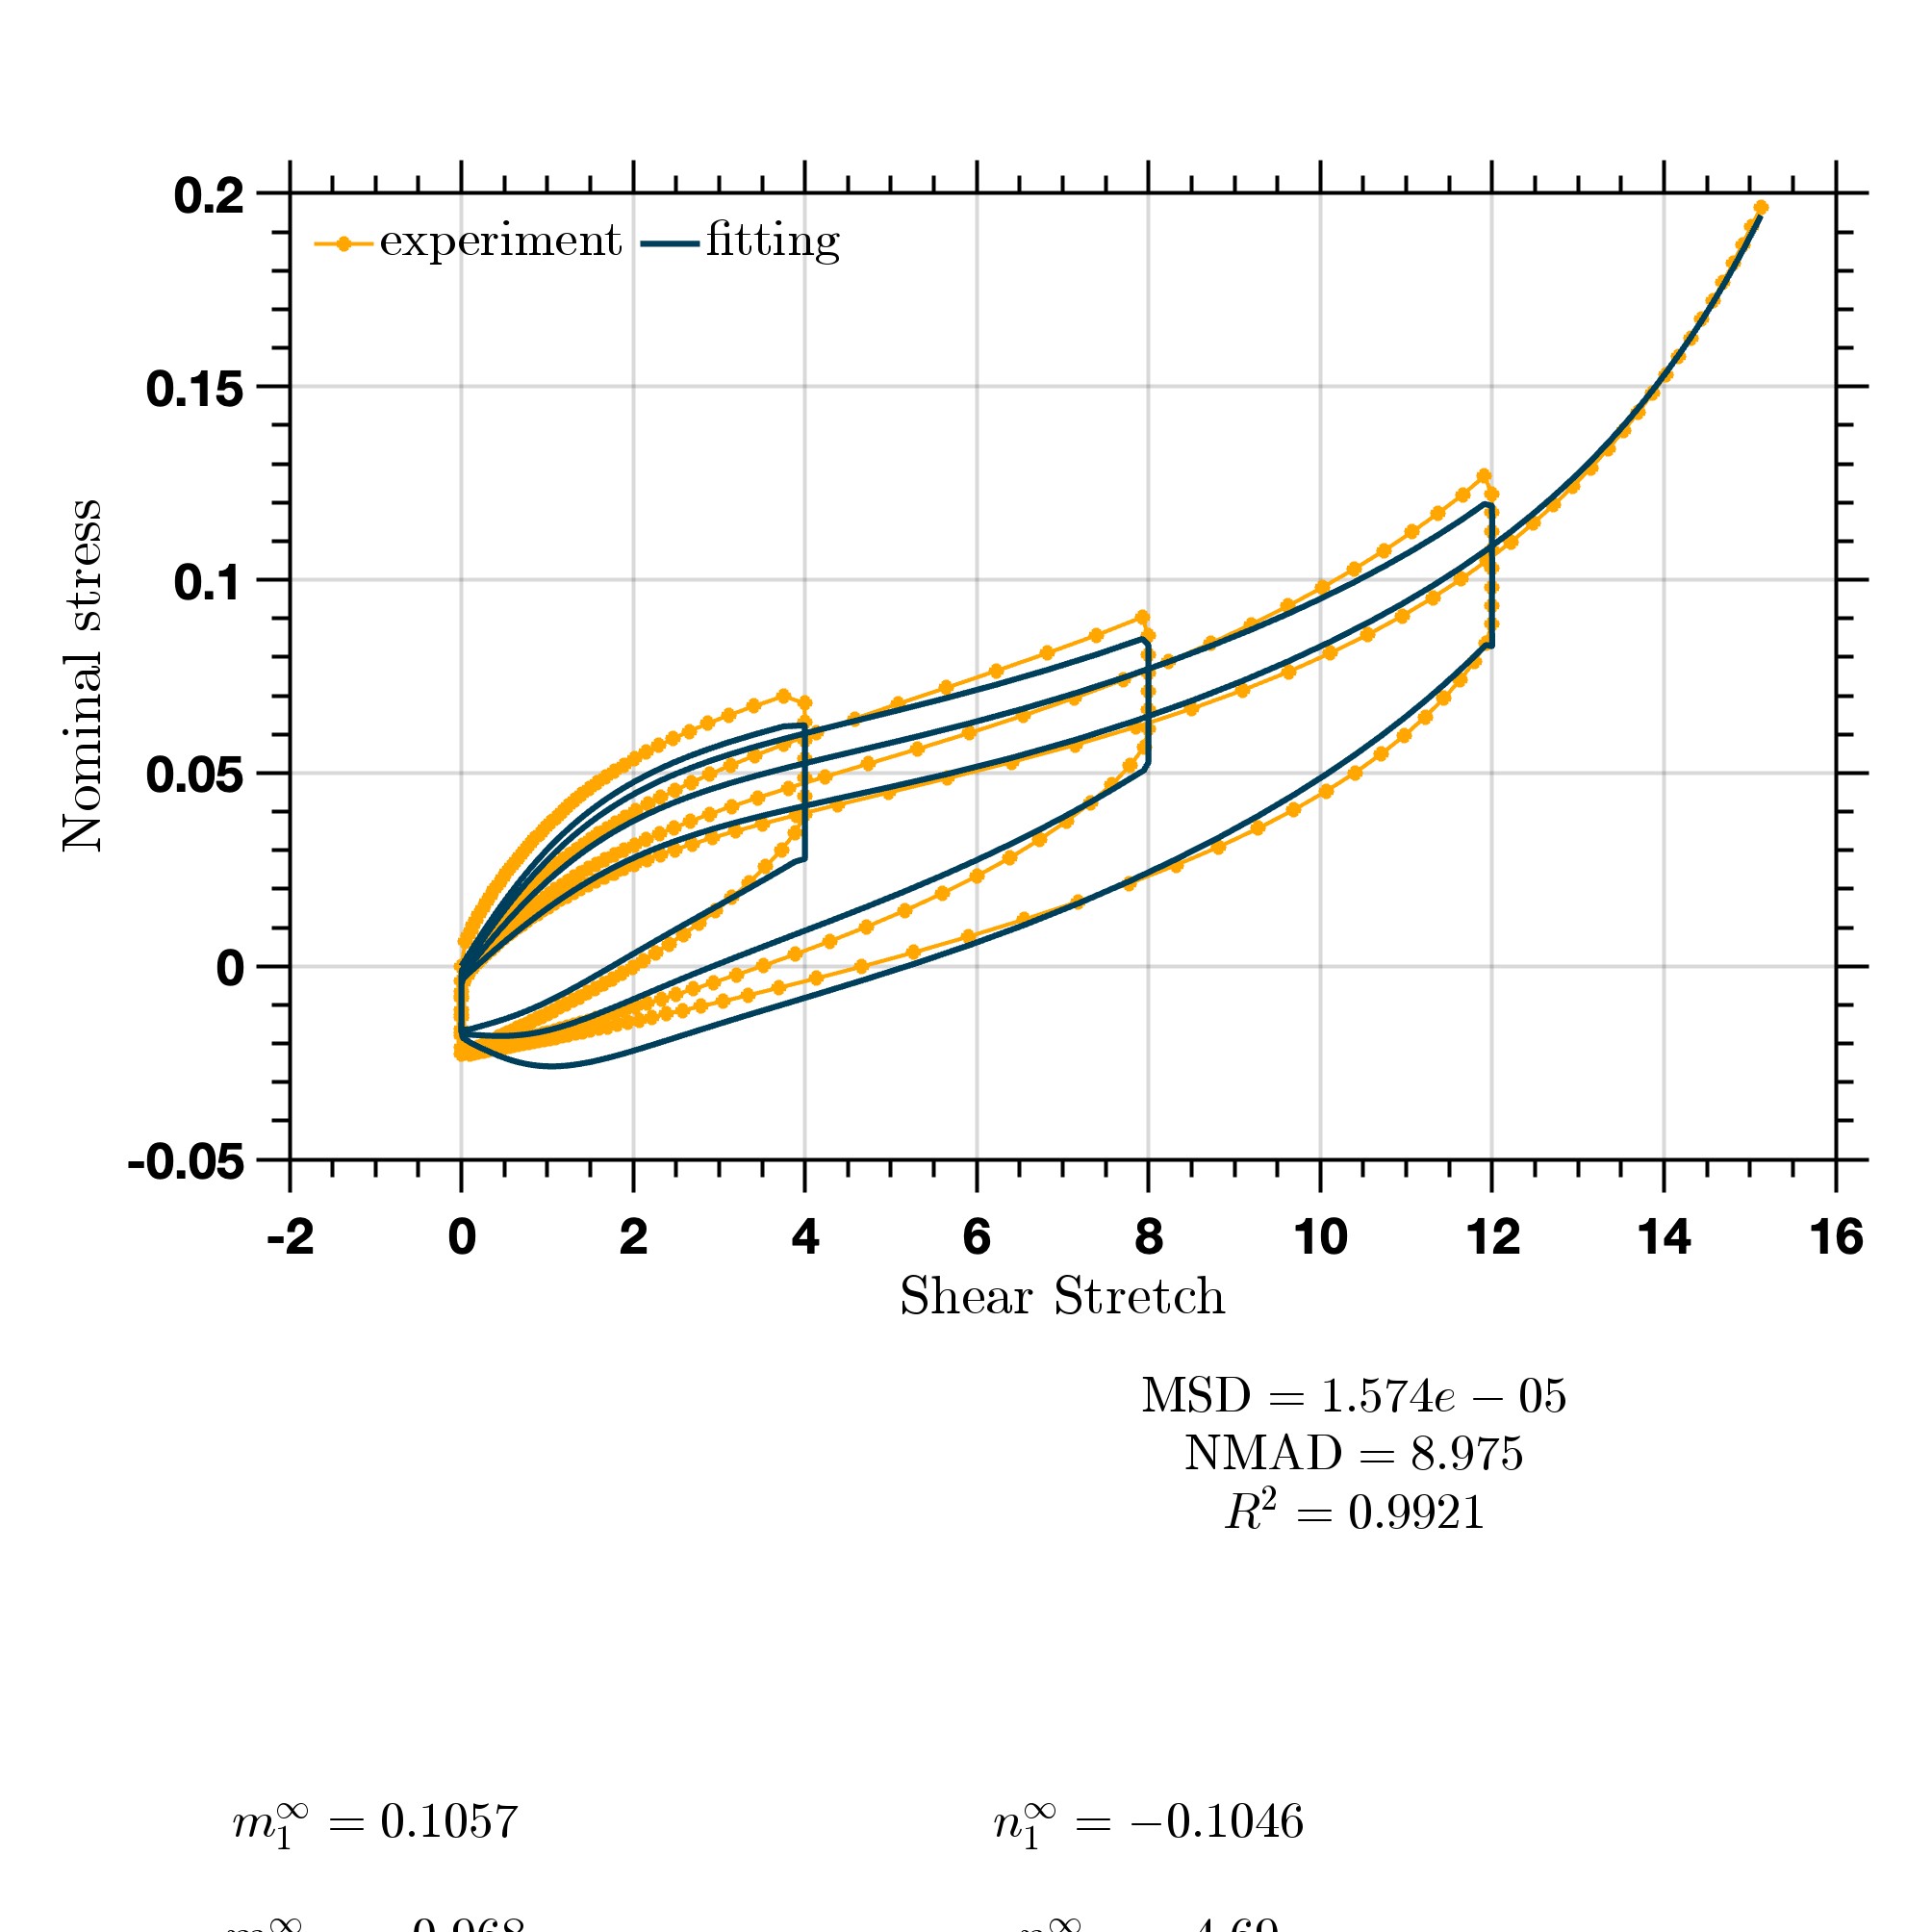 0.2
experiment fitting
0.15
0.1
0.05
0
-0.05
Nominal stress
-2 0 2 4 6 8 10 12 14 16
Shear Stretch
MSD = 1.574e − 05
NMAD = 8.975
R² = 0.9921
m₁^∞ = 0.1057 n₁^∞ = −0.1046